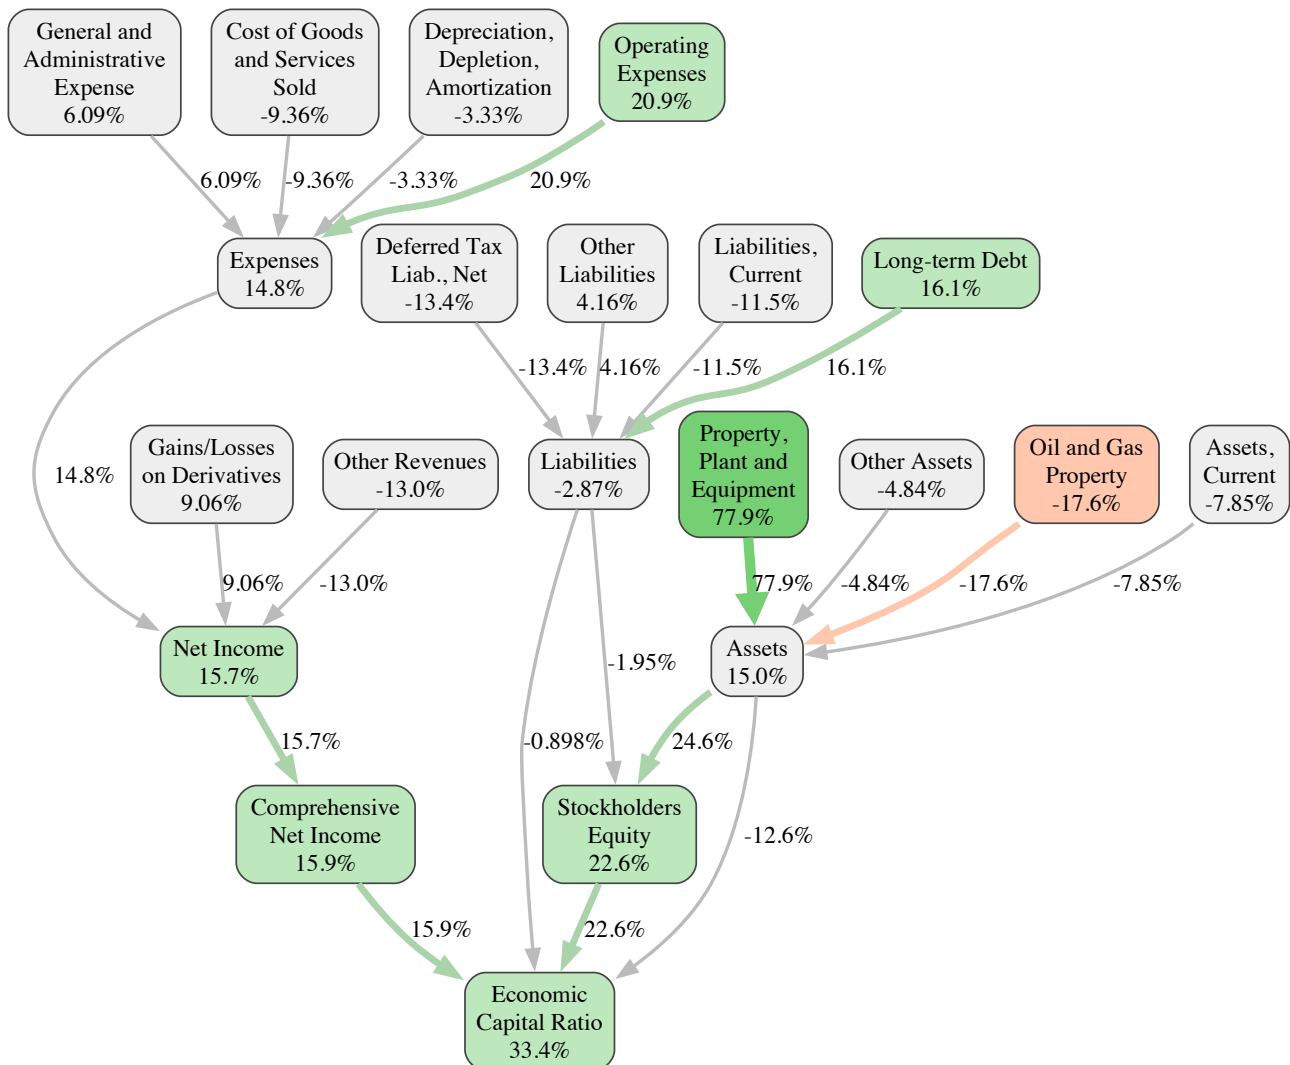 General and
Administrative
Expense
6.09%
Cost of Goods
and Services
Sold
-9.36%
Depreciation,
Depletion,
Amortization
-3.33%
Operating
Expenses
20.9%
6.09%
-9.36%
-3.33%
20.9%
Expenses
14.8%
Deferred Tax
Liab., Net
-13.4%
Other
Liabilities
4.16%
Liabilities,
Current
-11.5%
Long-term Debt
16.1%
-13.4%
4.16%
-11.5%
16.1%
14.8%
Gains/Losses
on Derivatives
9.06%
Other Revenues
-13.0%
Liabilities
-2.87%
Property,
Plant and
Equipment
77.9%
Other Assets
-4.84%
Oil and Gas
Property
-17.6%
Assets,
Current
-7.85%
9.06%
-13.0%
77.9%
-4.84%
-17.6%
-7.85%
Net Income
15.7%
-1.95%
Assets
15.0%
15.7%
-0.898%
24.6%
Comprehensive
Net Income
15.9%
Stockholders
Equity
22.6%
-12.6%
15.9%
22.6%
Economic
Capital Ratio
33.4%